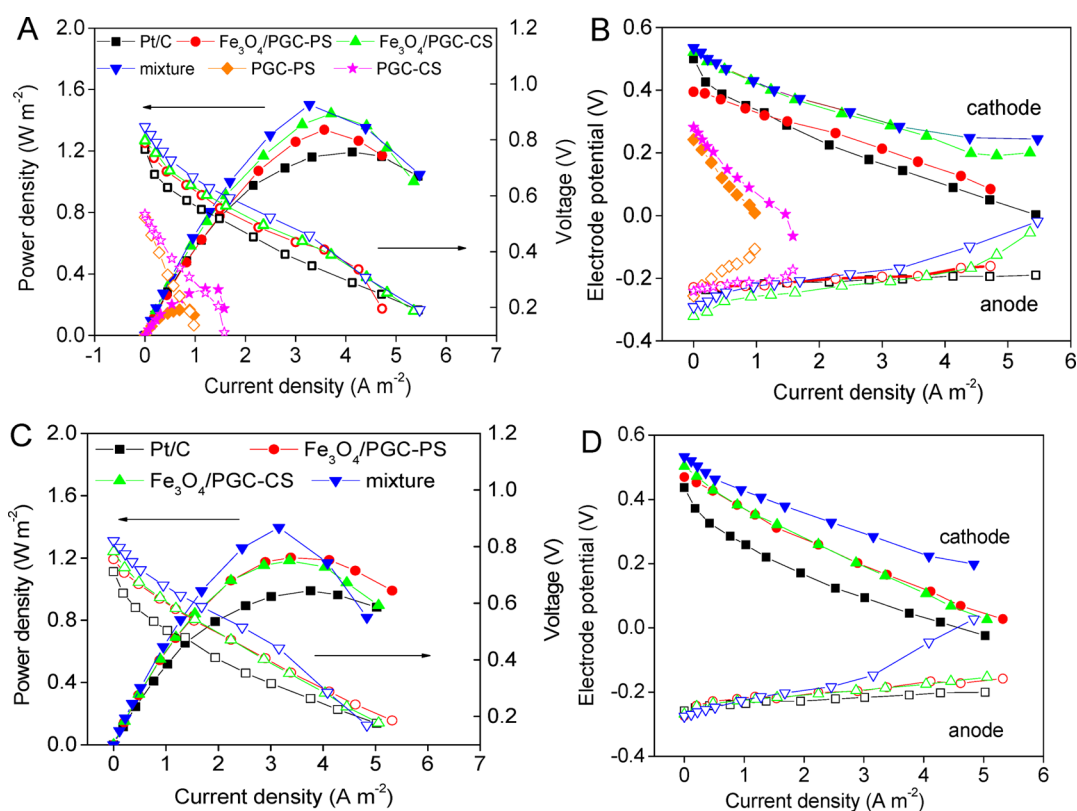 A
Pt/C Fe₃O₄/PGC-PS Fe₃O₄/PGC-CS
mixture PGC-PS PGC-CS
2.0
1.6
1.2
0.8
0.4
0.0
1.2
1.0
0.8
0.6
0.4
0.2
-1 0 1 2 3 4 5 6 7
Power density (W m⁻²)
Voltage (V)
Current density (A m⁻²)
B
cathode
anode
0.6
0.4
0.2
0.0
-0.2
-0.4
0 1 2 3 4 5 6
Electrode potential (V)
Current density (A m⁻²)
C
Pt/C Fe₃O₄/PGC-PS
Fe₃O₄/PGC-CS mixture
2.0
1.6
1.2
0.8
0.4
0.0
1.2
1.0
0.8
0.6
0.4
0.2
0 1 2 3 4 5 6 7
Power density (W m⁻²)
Voltage (V)
Current density (A m⁻²)
D
cathode
anode
0.6
0.4
0.2
0.0
-0.2
-0.4
0 1 2 3 4 5 6
Electrode potential (V)
Current density (A m⁻²)